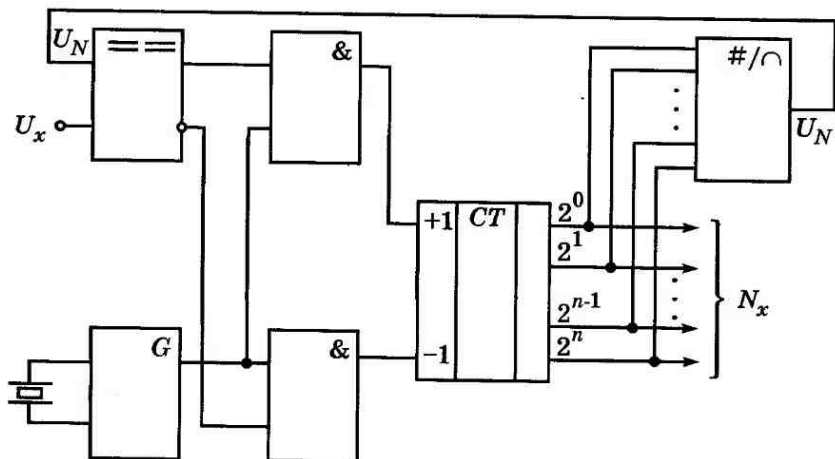 U_N
==
&
#/∩
U_x
U_N
+1 CT 2^0
2^1
2^{n-1}
-1 2^n
N_x
G
&